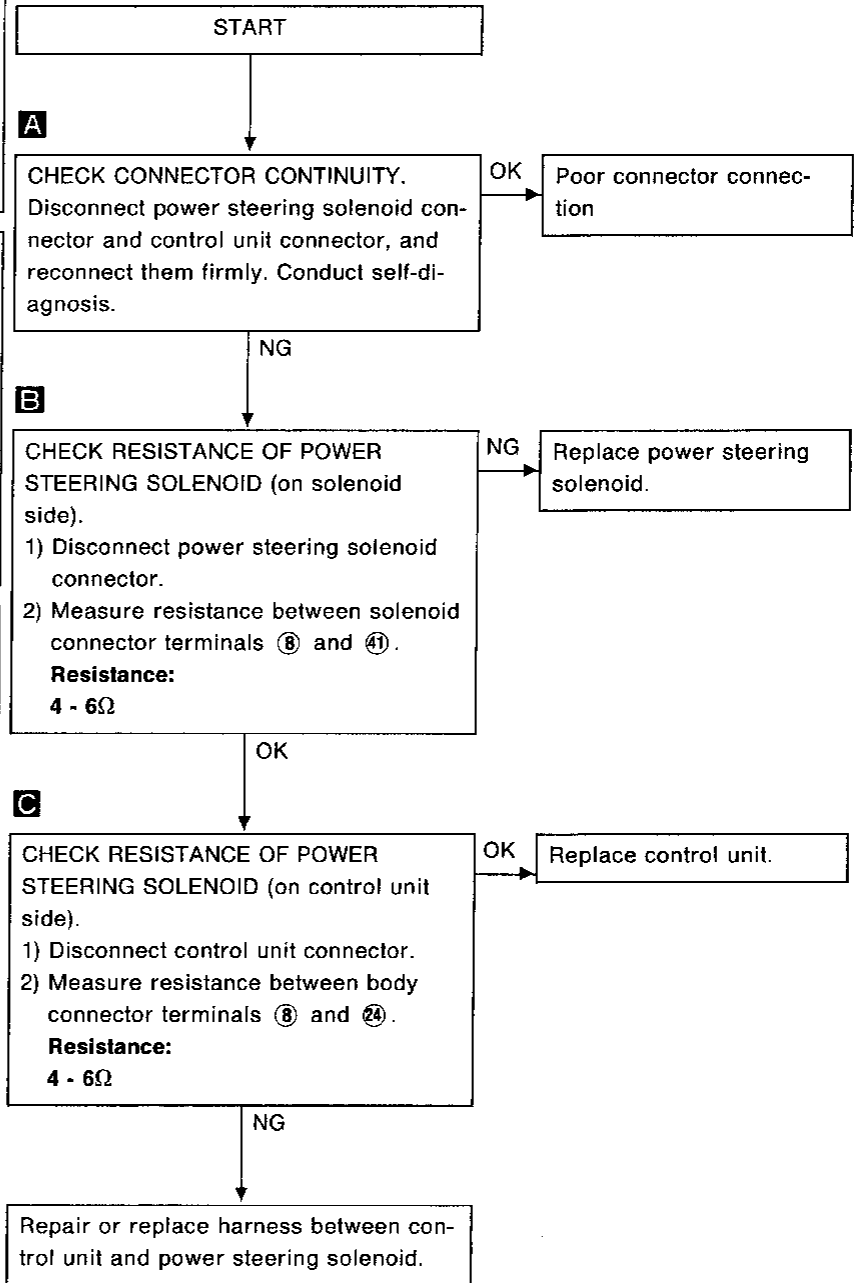 START
A
CHECK CONNECTOR CONTINUITY.
Disconnect power steering solenoid con-
nector and control unit connector, and
reconnect them firmly. Conduct self-di-
agnosis.
OK
Poor connector connec-
tion
NG
B
CHECK RESISTANCE OF POWER
STEERING SOLENOID (on solenoid
side).
1) Disconnect power steering solenoid
connector.
2) Measure resistance between solenoid
connector terminals ⑧ and ㊶.
Resistance:
4 - 6Ω
NG
Replace power steering
solenoid.
OK
C
CHECK RESISTANCE OF POWER
STEERING SOLENOID (on control unit
side).
1) Disconnect control unit connector.
2) Measure resistance between body
connector terminals ⑧ and ㉔.
Resistance:
4 - 6Ω
OK
Replace control unit.
NG
Repair or replace harness between con-
trol unit and power steering solenoid.